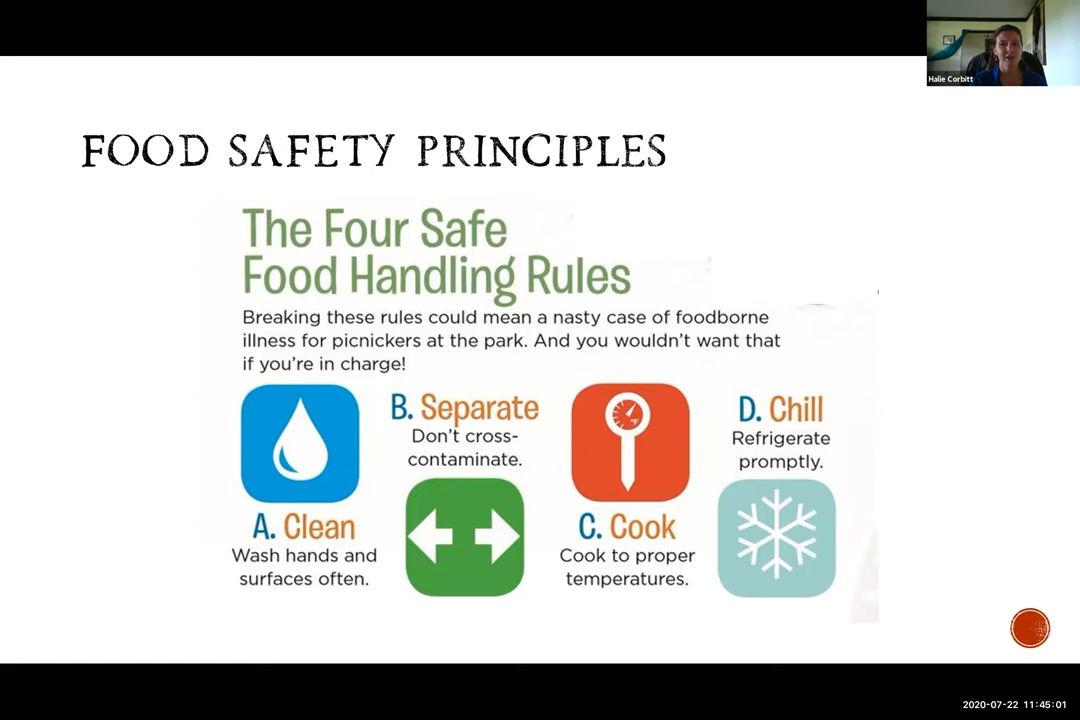 Halie Corbitt
FOOD SAFETY PRINCIPLES
The Four Safe
Food Handling Rules
Breaking these rules could mean a nasty case of foodborne
illness for picnickers at the park. And you wouldn't want that
if you're in charge!
A. Clean
Wash hands and
surfaces often.
B. Separate
Don't cross-
contaminate.
°F
C. Cook
Cook to proper
temperatures.
D. Chill
Refrigerate
promptly.
2020-07-22 11:45:01